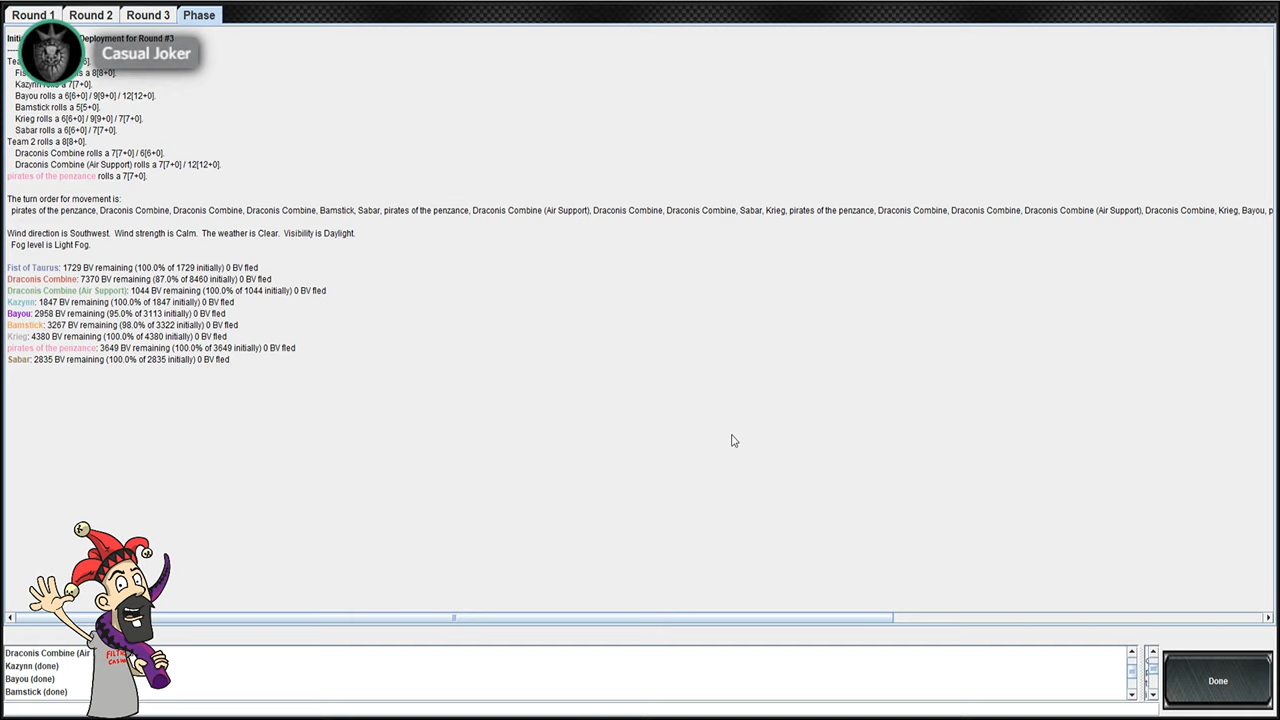 Round 1 Round 2 Round 3 Phase
Deployment for Round #3
Casual Joker
a 8[8+0].
Kazynn rolls a 7[7+0].
Bayou rolls a 6[6+0] / 9[9+0] / 12[12+0].
Bamstick rolls a 5[5+0].
Krieg rolls a 6[6+0] / 9[9+0] / 7[7+0].
Sabar rolls a 6[6+0] / 7[7+0].
Team 2 rolls a 8[8+0].
Draconis Combine rolls a 7[7+0] / 6[6+0].
Draconis Combine (Air Support) rolls a 7[7+0] / 12[12+0].
pirates of the penzance rolls a 7[7+0].
The turn order for movement is:
pirates of the penzance, Draconis Combine, Draconis Combine, Draconis Combine, Bamstick, Sabar, pirates of the penzance, Draconis Combine (Air Support), Draconis Combine, Draconis Combine, Sabar, Krieg, pirates of the penzance, Draconis Combine, Draconis Combine, Draconis Combine (Air Support), Draconis Combine, Krieg, Bayou, p
Wind direction is Southwest. Wind strength is Calm. The weather is Clear. Visibility is Daylight.
Fog level is Light Fog.
Fist of Taurus: 1729 BV remaining (100.0% of 1729 initially) 0 BV fled
Draconis Combine: 7370 BV remaining (87.0% of 8460 initially) 0 BV fled
Draconis Combine (Air Support): 1044 BV remaining (100.0% of 1044 initially) 0 BV fled
Kazynn: 1847 BV remaining (100.0% of 1847 initially) 0 BV fled
Bayou: 2958 BV remaining (95.0% of 3113 initially) 0 BV fled
Bamstick: 3267 BV remaining (98.0% of 3322 initially) 0 BV fled
Krieg: 4380 BV remaining (100.0% of 4380 initially) 0 BV fled
pirates of the penzance: 3649 BV remaining (100.0% of 3649 initially) 0 BV fled
Sabar: 2835 BV remaining (100.0% of 2835 initially) 0 BV fled
Draconis Combine (Air
Kazynn (done)
Bayou (done)
Bamstick (done)
Done